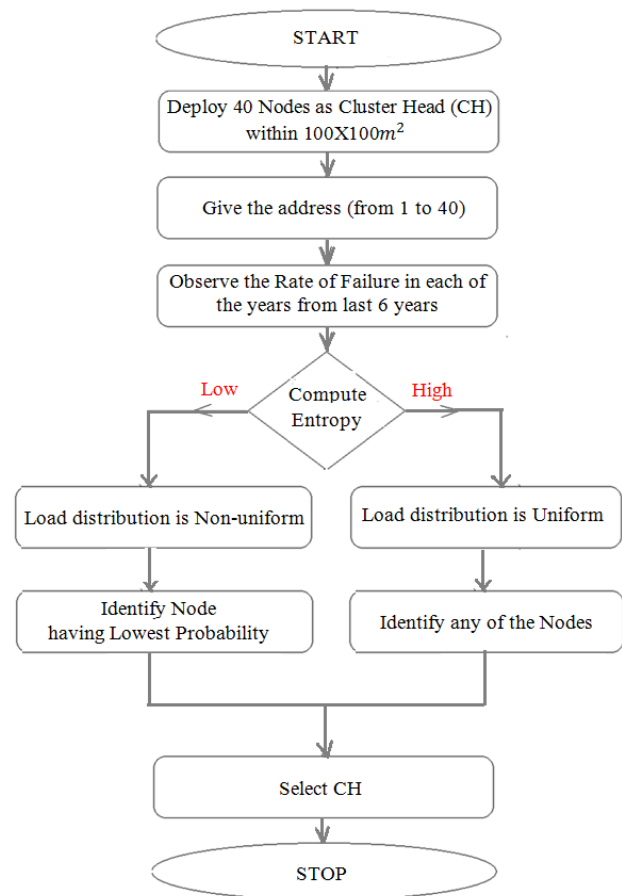 START
Deploy 40 Nodes as Cluster Head (CH)
within 100X100m²
Give the address (from 1 to 40)
Observe the Rate of Failure in each of
the years from last 6 years
Low
High
Compute
Entropy
Load distribution is Non-uniform
Load distribution is Uniform
Identify Node
having Lowest Probability
Identify any of the Nodes
Select CH
STOP